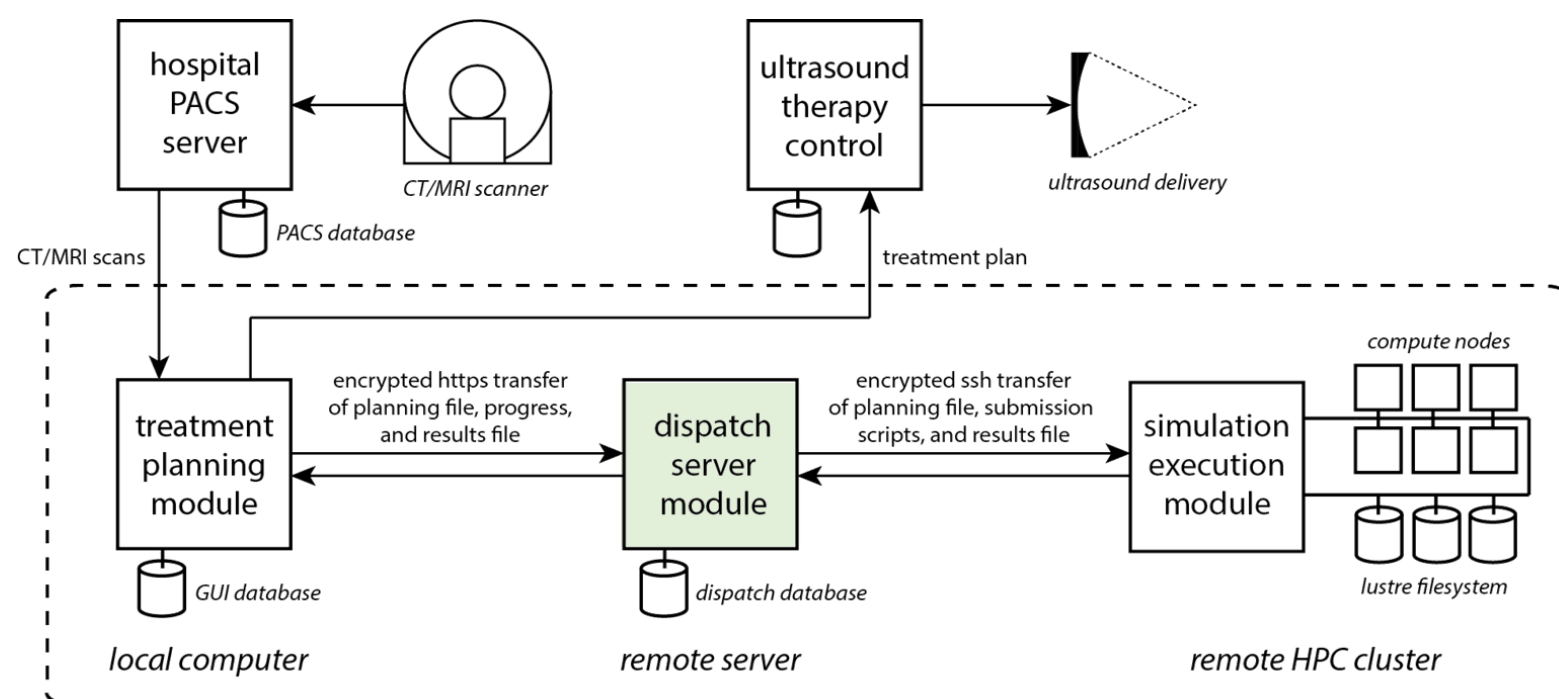 hospital
PACS
server
CT/MRI scanner
PACS database
CT/MRI scans
ultrasound
therapy
control
ultrasound delivery
treatment plan
treatment
planning
module
GUI database
local computer
encrypted https transfer
of planning file, progress,
and results file
dispatch
server
module
dispatch database
remote server
encrypted ssh transfer
of planning file, submission
scripts, and results file
simulation
execution
module
compute nodes
lustre filesystem
remote HPC cluster